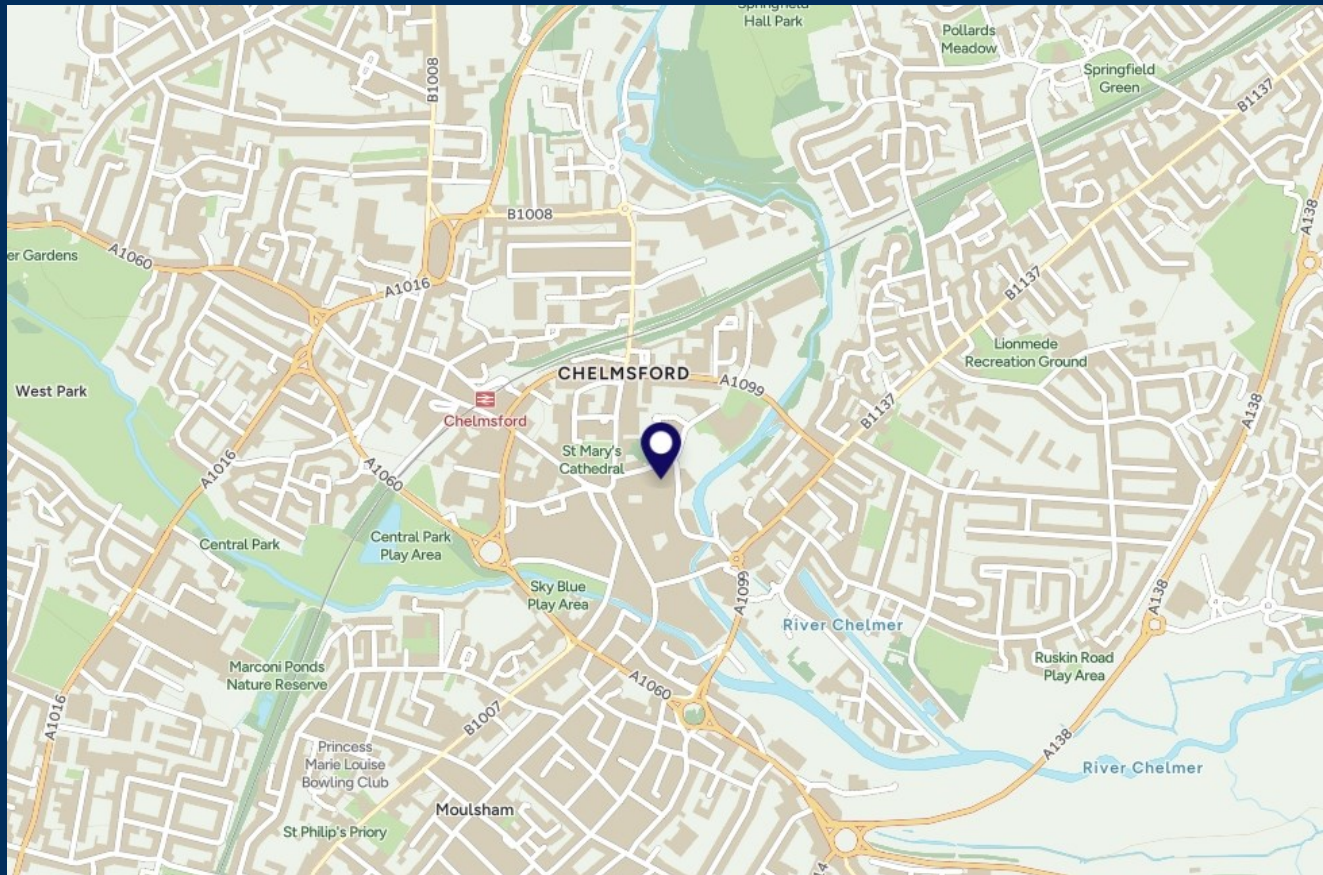 Springfield
Hall Park
Pollards
Meadow
Springfield
Green
B1008
B1137
B1008
A138
er Gardens
A1060
A1016
B1137
Lionmede
Recreation Ground
CHELMSFORD
A1099
West Park
Chelmsford
B1137
A138
St Mary's
Cathedral
A1016
A1060
Central Park
Central Park
Play Area
Sky Blue
Play Area
A1099
A138
River Chelmer
Marconi Ponds
Nature Reserve
Ruskin Road
Play Area
A1060
A1016
B1007
A138
Princess
Marie Louise
Bowling Club
River Chelmer
Moulsham
St Philip's Priory
14